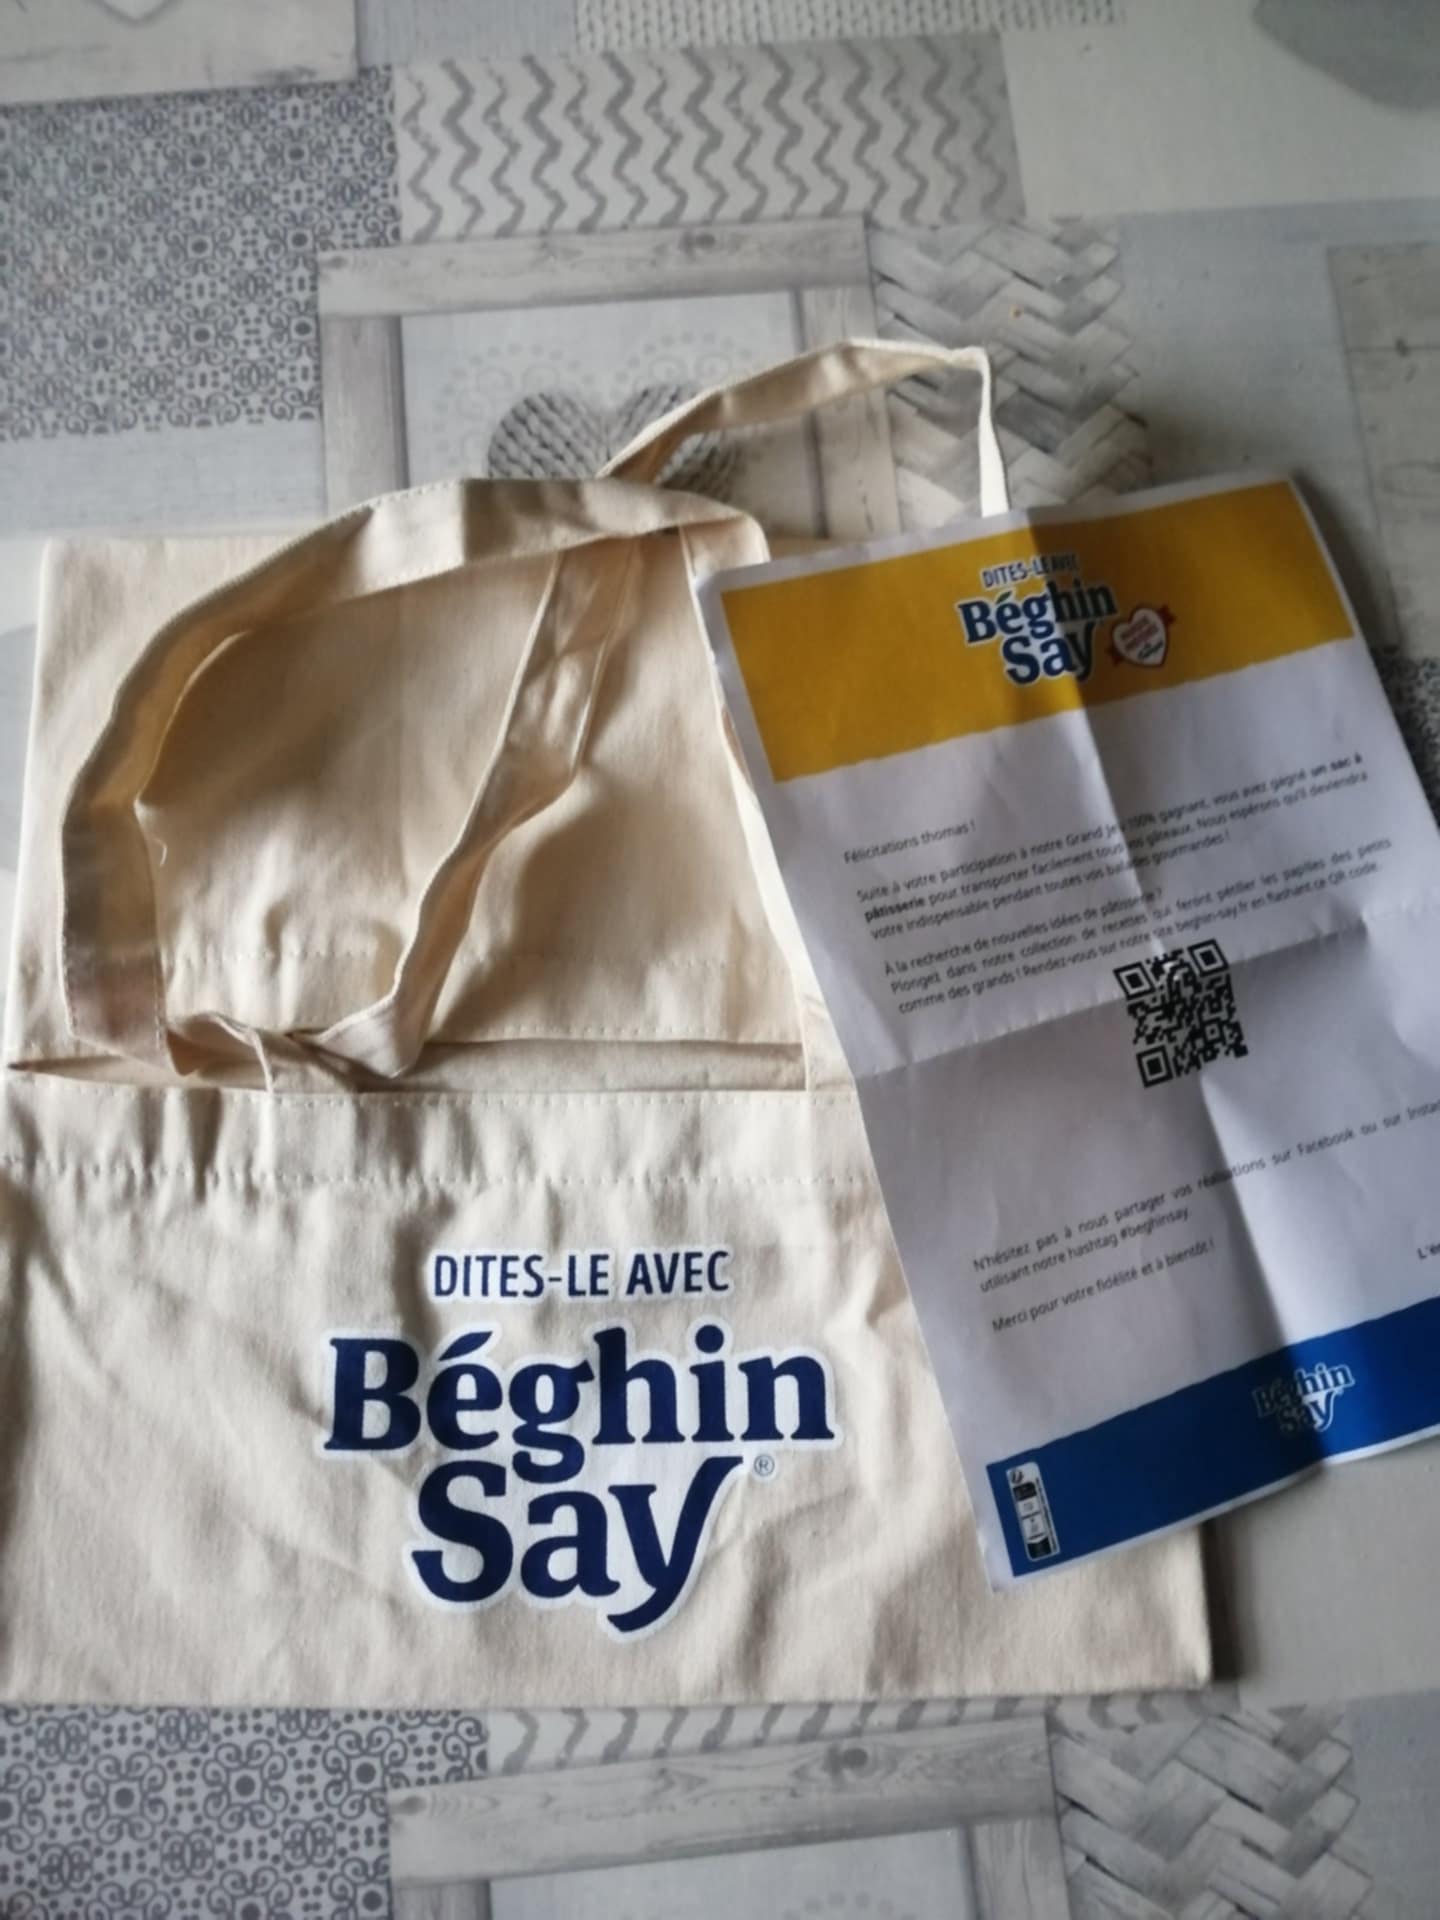 DITES-LE AVEC
Béghin
Say
Félicitations thomas !
Suite à votre participation à notre Grand Jeu 100% gagnant, vous avez gagné un sac à
pâtisserie pour transporter facilement tous vos gâteaux. Nous espérons qu'il deviendra
votre indispensable pendant toutes vos balades gourmandes !
À la recherche de nouvelles idées de pâtisserie ?
Plongez dans notre collection de recettes qui feront pétiller les papilles des petits
comme des grands ! Rendez-vous sur notre site beghin-say.fr en flashant ce QR code.
N'hésitez pas à nous partager vos réalisations sur Facebook ou sur
utilisant notre hashtag #beghinsay.
Merci pour votre fidélité et à bientôt !
Béghin
Say
DITES-LE AVEC
Béghin
Say®